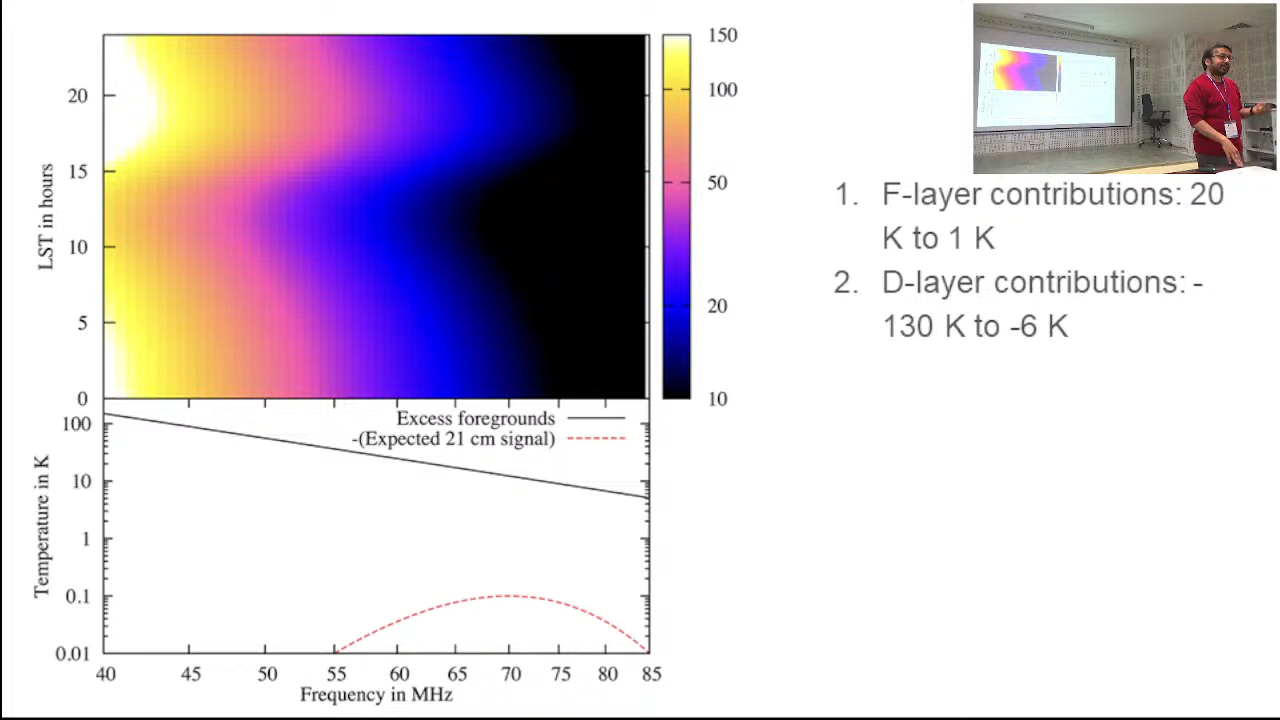 150
100
50
20
10
20
15
10
5
0
LST in hours
1. F-layer contributions: 20
K to 1 K
2. D-layer contributions: -
130 K to -6 K
Excess foregrounds
-(Expected 21 cm signal)
100
10
1
0.1
0.01
Temperature in K
40 45 50 55 60 65 70 75 80 85
Frequency in MHz